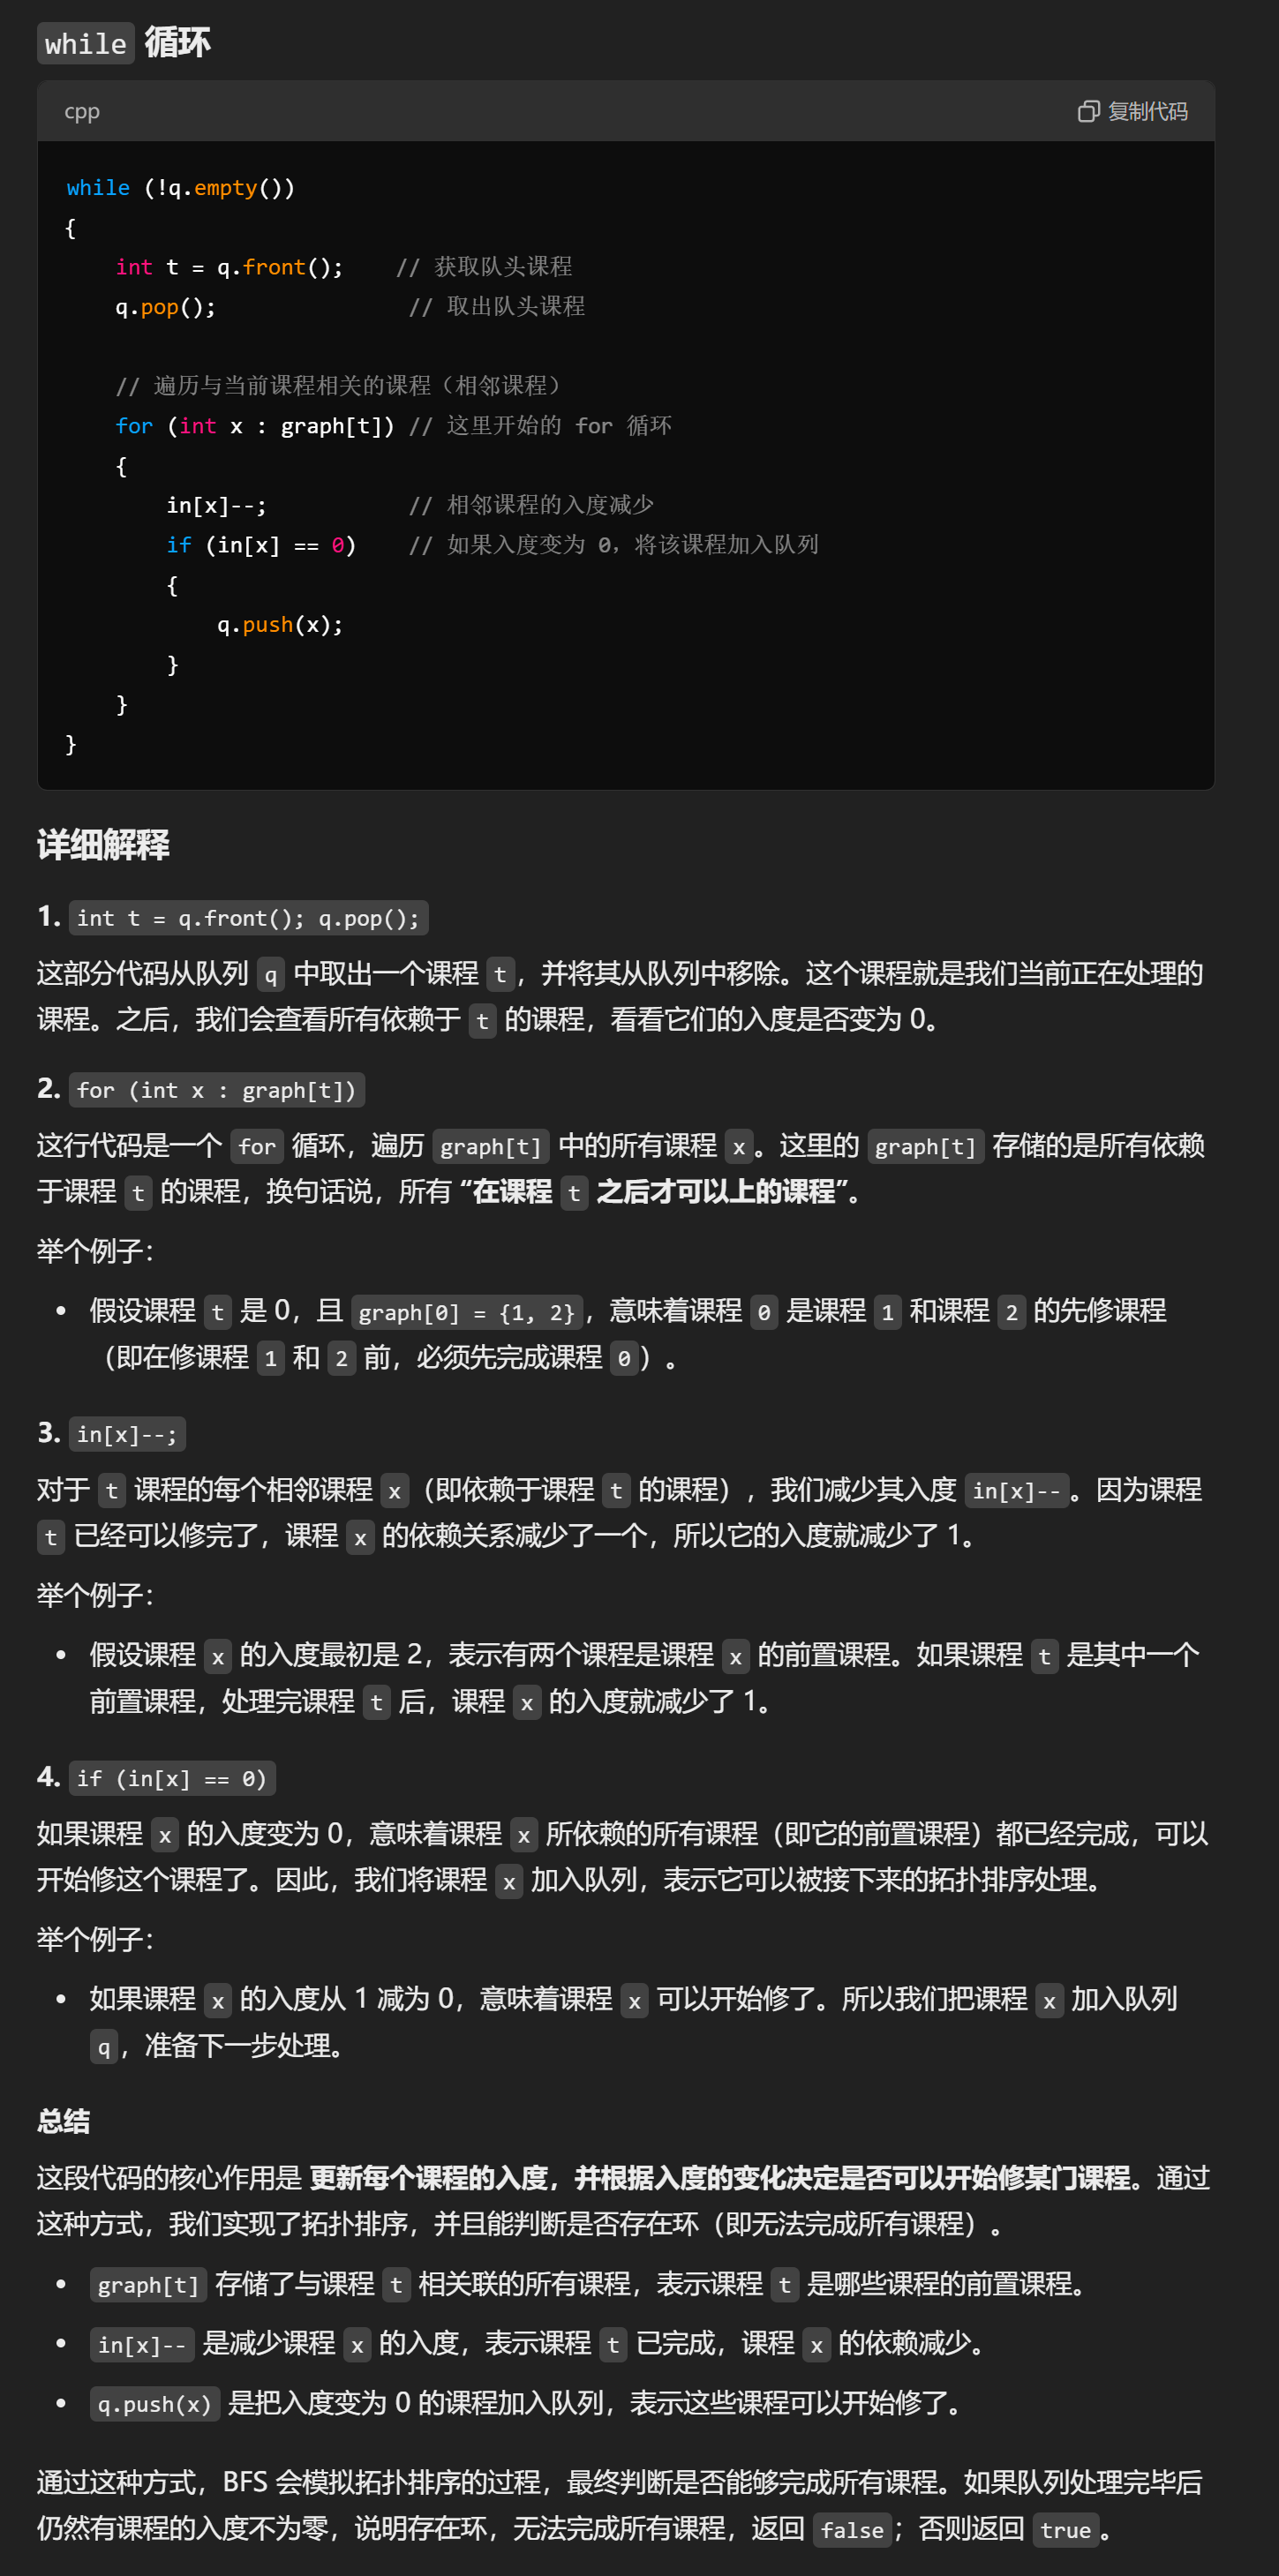 while 循环
cpp
复制代码
while (!q.empty())
{
    int t = q.front();    // 获取队头课程
    q.pop();               // 取出队头课程
    // 遍历与当前课程相关的课程（相邻课程）
    for (int x : graph[t]) // 这里开始的 for 循环
    {
        in[x]--;           // 相邻课程的入度减少
        if (in[x] == 0)    // 如果入度变为 0，将该课程加入队列
        {
            q.push(x);
        }
    }
}
详细解释
1. int t = q.front(); q.pop();
这部分代码从队列 q 中取出一个课程 t，并将其从队列中移除。这个课程就是我们当前正在处理的
课程。之后，我们会查看所有依赖于 t 的课程，看看它们的入度是否变为 0。
2. for (int x : graph[t])
这行代码是一个 for 循环，遍历 graph[t] 中的所有课程 x。这里的 graph[t] 存储的是所有依赖
于课程 t 的课程，换句话说，所有 “在课程 t 之后才可以上的课程”。
举个例子：
• 假设课程 t 是 0，且 graph[0] = {1, 2}，意味着课程 0 是课程 1 和课程 2 的先修课程
（即在修课程 1 和 2 前，必须先完成课程 0）。
3. in[x]--;
对于 t 课程的每个相邻课程 x（即依赖于课程 t 的课程），我们减少其入度 in[x]--。因为课程
t 已经可以修完了，课程 x 的依赖关系减少了一个，所以它的入度就减少了 1。
举个例子：
• 假设课程 x 的入度最初是 2，表示有两个课程是课程 x 的前置课程。如果课程 t 是其中一个
前置课程，处理完课程 t 后，课程 x 的入度就减少了 1。
4. if (in[x] == 0)
如果课程 x 的入度变为 0，意味着课程 x 所依赖的所有课程（即它的前置课程）都已经完成，可以
开始修这个课程了。因此，我们将课程 x 加入队列，表示它可以被接下来的拓扑排序处理。
举个例子：
• 如果课程 x 的入度从 1 减为 0，意味着课程 x 可以开始修了。所以我们把课程 x 加入队列
q，准备下一步处理。
总结
这段代码的核心作用是 更新每个课程的入度，并根据入度的变化决定是否可以开始修某门课程。通过
这种方式，我们实现了拓扑排序，并且能判断是否存在环（即无法完成所有课程）。
• graph[t] 存储了与课程 t 相关联的所有课程，表示课程 t 是哪些课程的前置课程。
• in[x]-- 是减少课程 x 的入度，表示课程 t 已完成，课程 x 的依赖减少。
• q.push(x) 是把入度变为 0 的课程加入队列，表示这些课程可以开始修了。
通过这种方式，BFS 会模拟拓扑排序的过程，最终判断是否能够完成所有课程。如果队列处理完毕后
仍然有课程的入度不为零，说明存在环，无法完成所有课程，返回 false；否则返回 true。